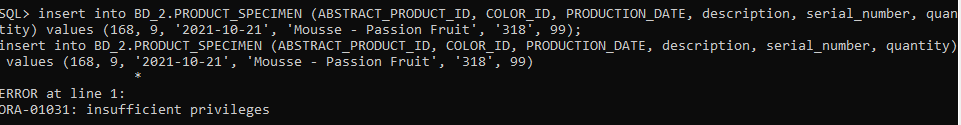 SQL> insert into BD_2.PRODUCT_SPECIMEN (ABSTRACT_PRODUCT_ID, COLOR_ID, PRODUCTION_DATE, description, serial_number, quan
tity) values (168, 9, '2021-10-21', 'Mousse - Passion Fruit', '318', 99);
insert into BD_2.PRODUCT_SPECIMEN (ABSTRACT_PRODUCT_ID, COLOR_ID, PRODUCTION_DATE, description, serial_number, quantity)
values (168, 9, '2021-10-21', 'Mousse - Passion Fruit', '318', 99)
*
ERROR at line 1:
ORA-01031: insufficient privileges